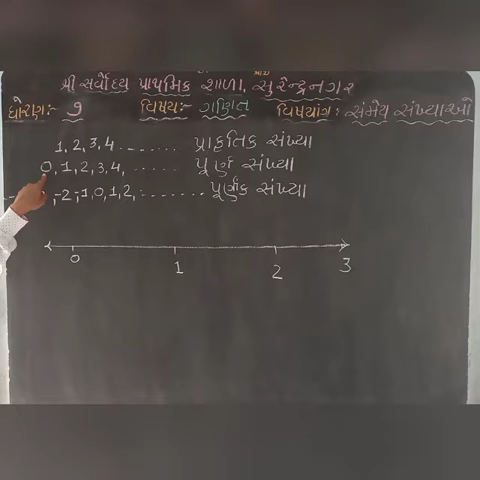 શ્રી સર્વોદય પ્રાથમિક શાળા, સુરેન્દ્રનગર
ધોરણ:- ૭ વિષય:- ગણિત વિષયાંગ: સંમેય સંખ્યાઓ
1, 2, 3, 4 ........ પ્રાકૃતિક સંખ્યા
0, 1, 2, 3, 4, ...... પૂર્ણ સંખ્યા
, -2, -1, 0, 1, 2, ....... પૂર્ણાંક સંખ્યા
0 1 2 3